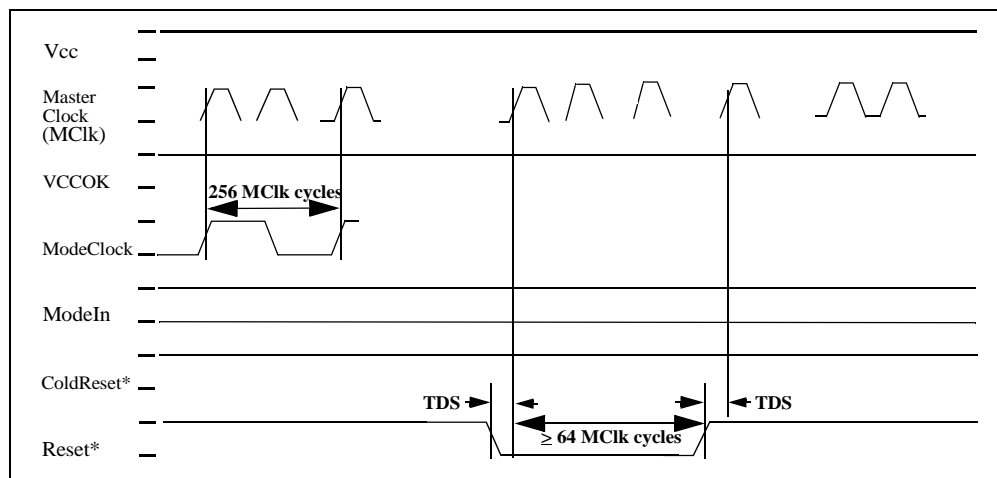 Vcc
Master
Clock
(MClk)
VCCOK
256 MClk cycles
ModeClock
ModeIn
ColdReset*
TDS
TDS
≥ 64 MClk cycles
Reset*